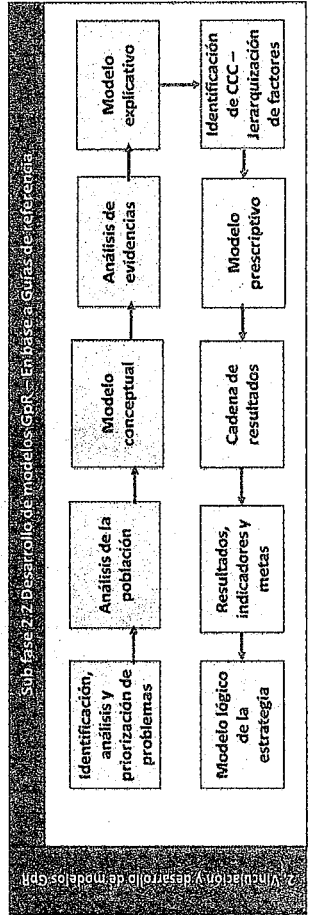 Sub fase 2.2 Desarrollo de modelos GpR – En base a Guías de referencia
2. Vinculación y desarrollo de modelos GpR
Identificación,
análisis y
priorización de
problemas
Análisis de la
población
Modelo
conceptual
Análisis de
evidencias
Modelo
explicativo
Identificación
de CCC –
Jerarquización
de factores
Modelo
prescriptivo
Cadena de
resultados
Resultados,
indicadores y
metas
Modelo lógico
de la
estrategia